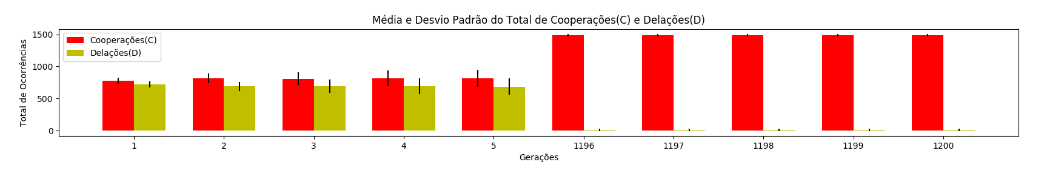 Média e Desvio Padrão do Total de Cooperações(C) e Delações(D)
Cooperações(C)
Delações(D)
Total de Ocorrências
1500
1000
500
0
1 2 3 4 5 1196 1197 1198 1199 1200
Gerações